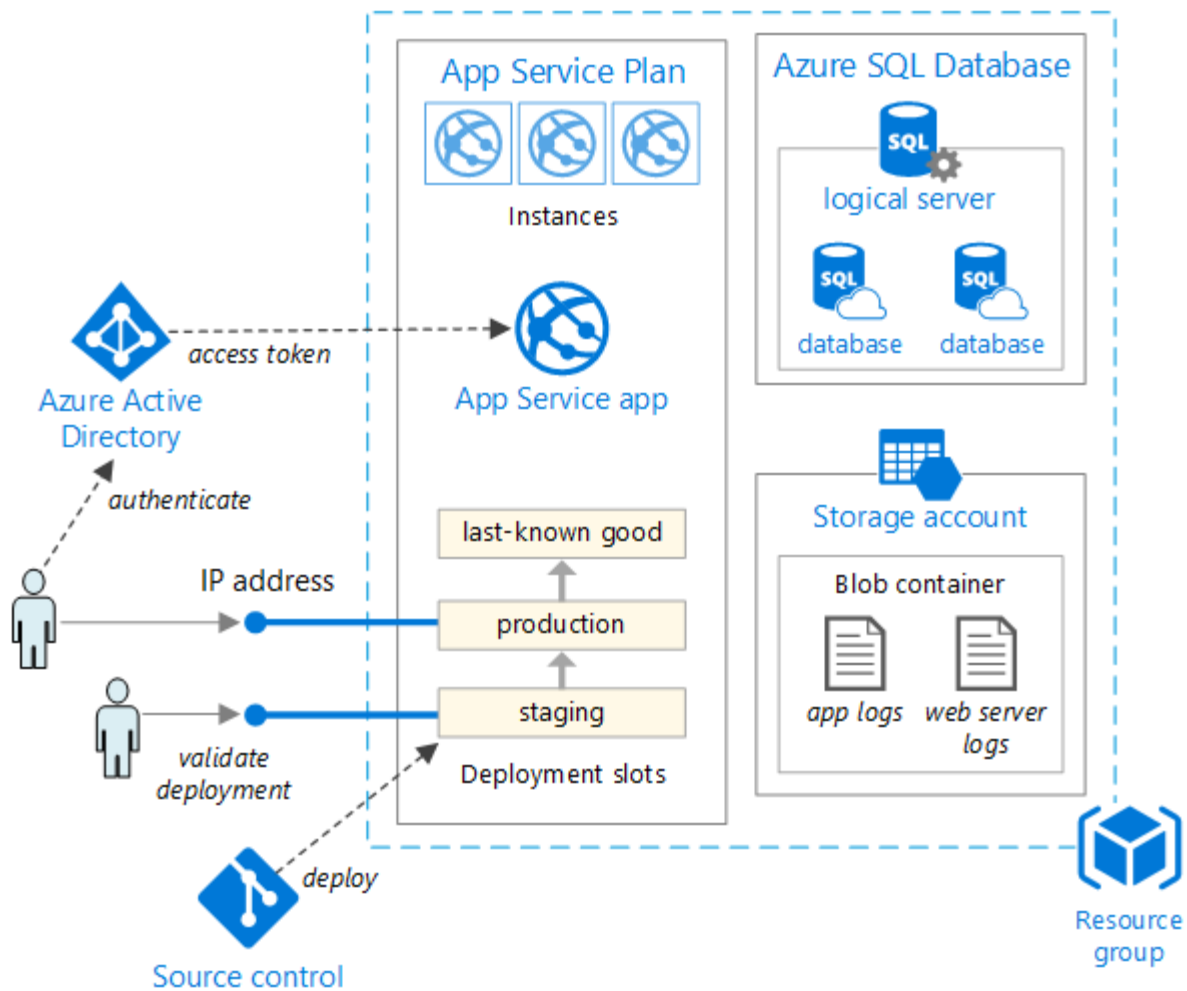 App Service Plan
Instances
App Service app
last-known good
production
staging
Deployment slots
Azure SQL Database
SQL
logical server
SQL
SQL
database
database
Storage account
Blob container
app logs
web server
logs
access token
Azure Active
Directory
authenticate
IP address
validate
deployment
deploy
Source control
Resource
group